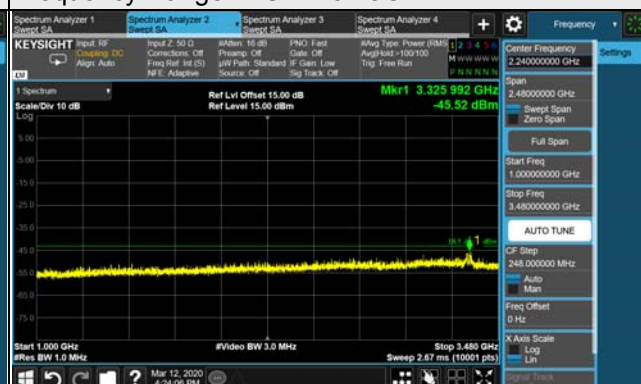 Spectrum Analyzer 1
Swept SA
Spectrum Analyzer 2
Swept SA
Spectrum Analyzer 3
Swept SA
Spectrum Analyzer 4
Swept SA
Frequency
KEYSIGHT
Input: RF
Coupling: DC
Align: Auto
Input Z: 50 Ω
Corrections: Off
Freq Ref: Int (S)
NFE: Adaptive
#Atten: 16 dB
Preamp: Off
µW Path: Standard
Source: Off
PNO: Fast
Gate: Off
IF Gain: Low
Sig Track: Off
#Avg Type: Power (RMS)
Avg|Hold:>100/100
Trig: Free Run
1 2 3 4 5 6
M W W W W W
P N N N N N
1 Spectrum
Scale/Div 10 dB
Log
Ref Lvl Offset 15.00 dB
Ref Level 15.00 dBm
Mkr1 3.325 992 GHz
-45.52 dBm
5.00
-5.00
-15.0
-25.0
-35.0
-45.0
-55.0
-65.0
-75.0
1
Start 1.000 GHz
#Res BW 1.0 MHz
#Video BW 3.0 MHz
Stop 3.480 GHz
Sweep 2.67 ms (10001 pts)
Mar 12, 2020
4:24:06 PM
Center Frequency
2.240000000 GHz
Settings
Span
2.48000000 GHz
Swept Span
Zero Span
Full Span
Start Freq
1.000000000 GHz
Stop Freq
3.480000000 GHz
AUTO TUNE
CF Step
248.000000 MHz
Auto
Man
Freq Offset
0 Hz
X Axis Scale
Log
Lin
Signal Track